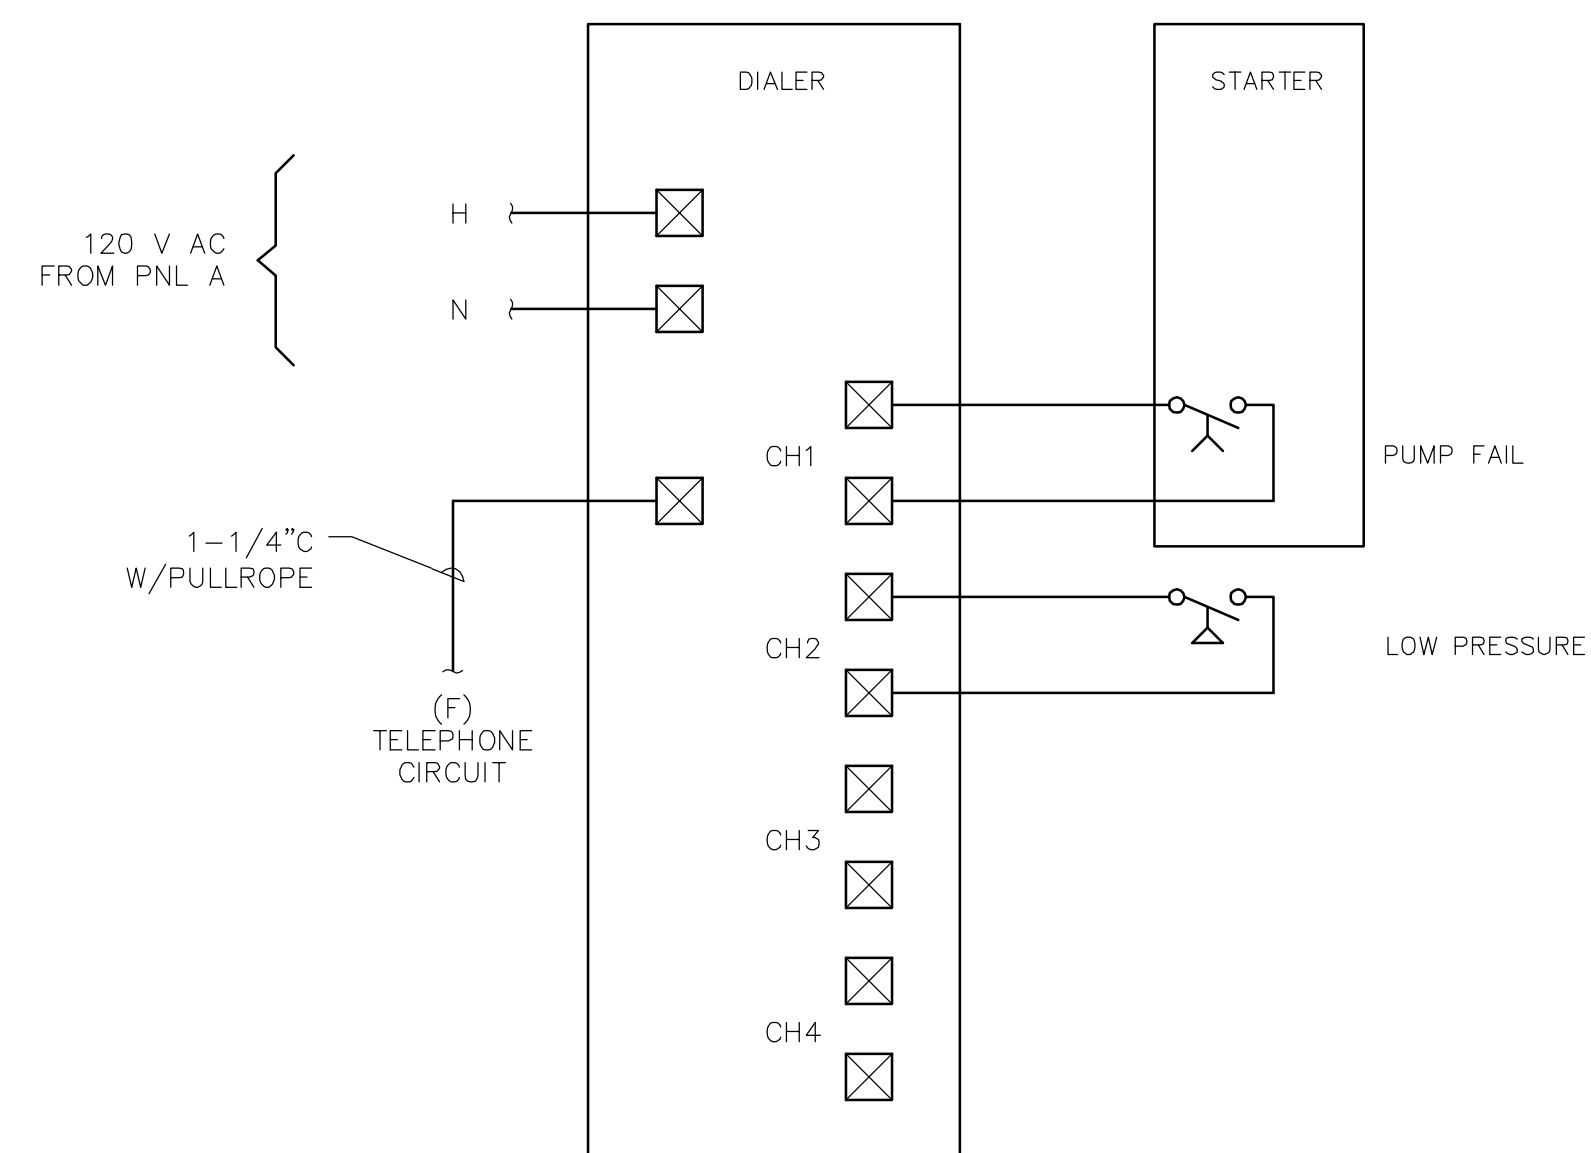 DIALER
STARTER
H
120 V AC
FROM PNL A
N
CH1
PUMP FAIL
1-1/4”C
W/PULLROPE
CH2
LOW PRESSURE
(F)
TELEPHONE
CIRCUIT
CH3
CH4